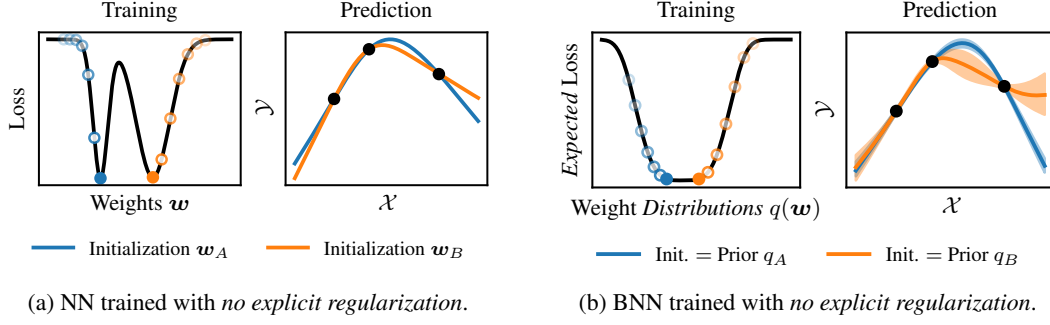 Training
Prediction
Loss
Weights w
𝒴
𝒳
Initialization w_A
Initialization w_B
(a) NN trained with no explicit regularization.
Training
Prediction
Expected Loss
Weight Distributions q(w)
𝒴
𝒳
Init. = Prior q_A
Init. = Prior q_B
(b) BNN trained with no explicit regularization.